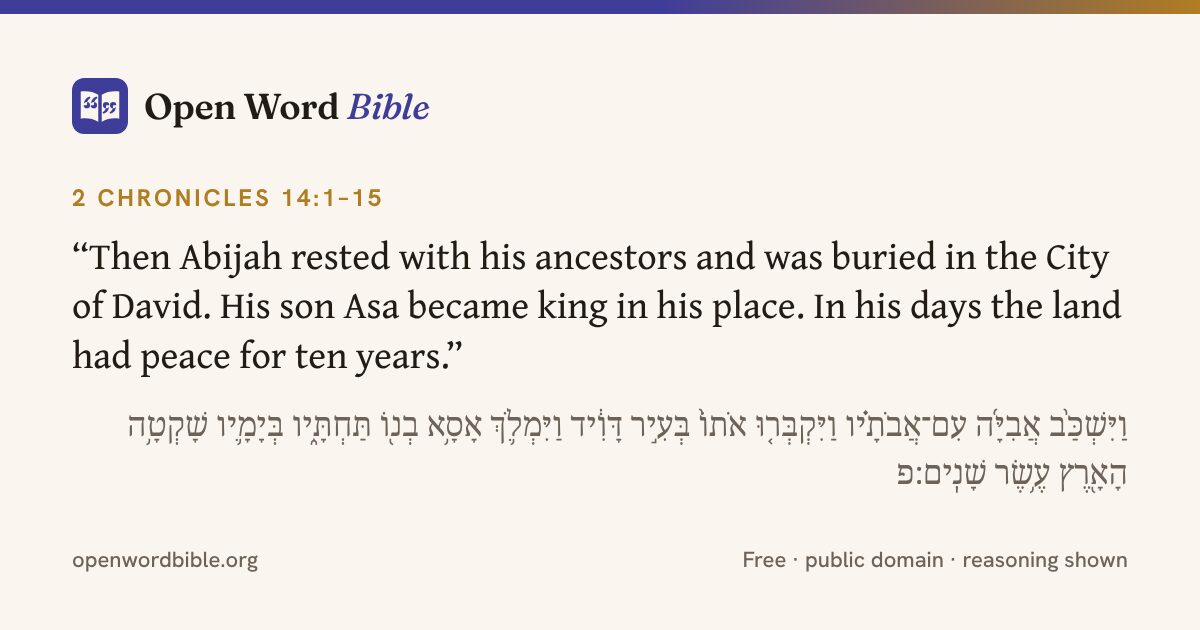 Open Word Bible
2 CHRONICLES 14:1–15
“Then Abijah rested with his ancestors and was buried in the City
of David. His son Asa became king in his place. In his days the land
had peace for ten years.”
וַיִּשְׁכַּ֨ב אֲבִיָּ֜ה עִם־אֲבֹתָ֗יו וַיִּקְבְּר֤וּ אֹתוֹ֙ בְּעִ֣יר דָּוִ֔יד וַיִּמְלֹ֛ךְ אָסָ֥א בְנ֖וֹ תַּחְתָּ֑יו בְּיָמָ֛יו שָׁקְטָ֥ה
הָאָ֖רֶץ עֶ֥שֶׂר שָׁנִֽים׃פ
openwordbible.org
Free · public domain · reasoning shown